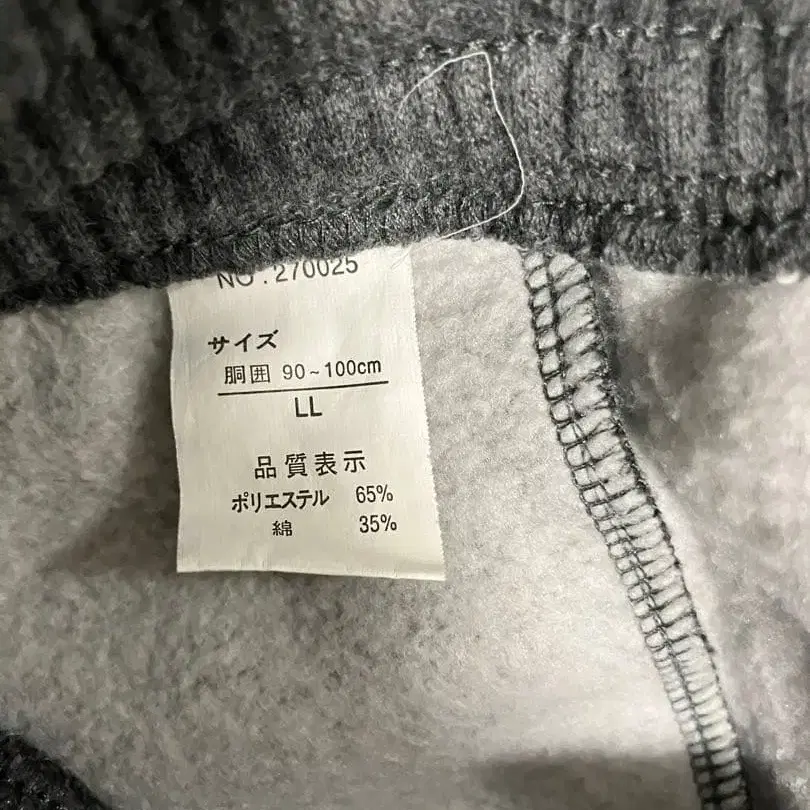 NO . 270025
サイズ
胴囲 90~100cm
LL
品質表示
ポリエステル 65%
綿 35%